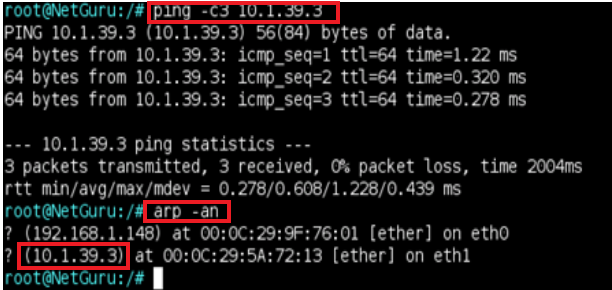 root@NetGuru:/# ping -c3 10.1.39.3
PING 10.1.39.3 (10.1.39.3) 56(84) bytes of data.
64 bytes from 10.1.39.3: icmp_seq=1 ttl=64 time=1.22 ms
64 bytes from 10.1.39.3: icmp_seq=2 ttl=64 time=0.320 ms
64 bytes from 10.1.39.3: icmp_seq=3 ttl=64 time=0.278 ms
--- 10.1.39.3 ping statistics ---
3 packets transmitted, 3 received, 0% packet loss, time 2004ms
rtt min/avg/max/mdev = 0.278/0.608/1.228/0.439 ms
root@NetGuru:/# arp -an
? (192.168.1.148) at 00:0C:29:9F:76:01 [ether] on eth0
? (10.1.39.3) at 00:0C:29:5A:72:13 [ether] on eth1
root@NetGuru:/#